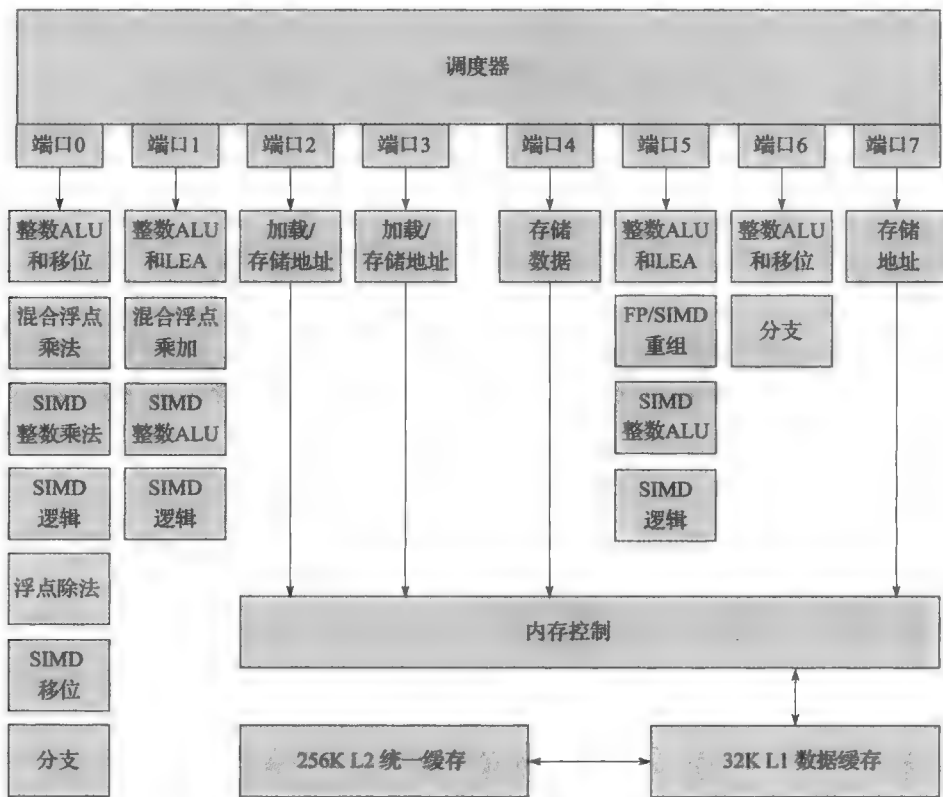 调度器
端口0
端口1
端口2
端口3
端口4
端口5
端口6
端口7
整数ALU
和移位
整数ALU
和LEA
加载/
存储地址
加载/
存储地址
存储
数据
整数ALU
和LEA
整数ALU
和移位
存储
地址
混合浮点
乘法
混合浮点
乘加
FP/SIMD
重组
分支
SIMD
整数乘法
SIMD
整数ALU
SIMD
整数ALU
SIMD
逻辑
SIMD
逻辑
SIMD
逻辑
浮点除法
内存控制
SIMD
移位
分支
256K L2 统一缓存
32K L1 数据缓存